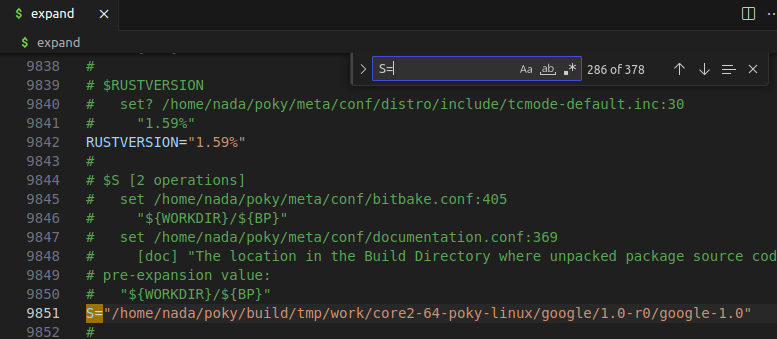 $ expand ×
$ expand
S= Aa ab .* 286 of 378
9838 #
9839 # $RUSTVERSION
9840 #   set? /home/nada/poky/meta/conf/distro/include/tcmode-default.inc:30
9841 #     "1.59%"
9842 RUSTVERSION="1.59%"
9843 #
9844 # $S [2 operations]
9845 #   set /home/nada/poky/meta/conf/bitbake.conf:405
9846 #     "${WORKDIR}/${BP}"
9847 #   set /home/nada/poky/meta/conf/documentation.conf:369
9848 #     [doc] "The location in the Build Directory where unpacked package source cod
9849 # pre-expansion value:
9850 #   "${WORKDIR}/${BP}"
9851 S="/home/nada/poky/build/tmp/work/core2-64-poky-linux/google/1.0-r0/google-1.0"
9852 #